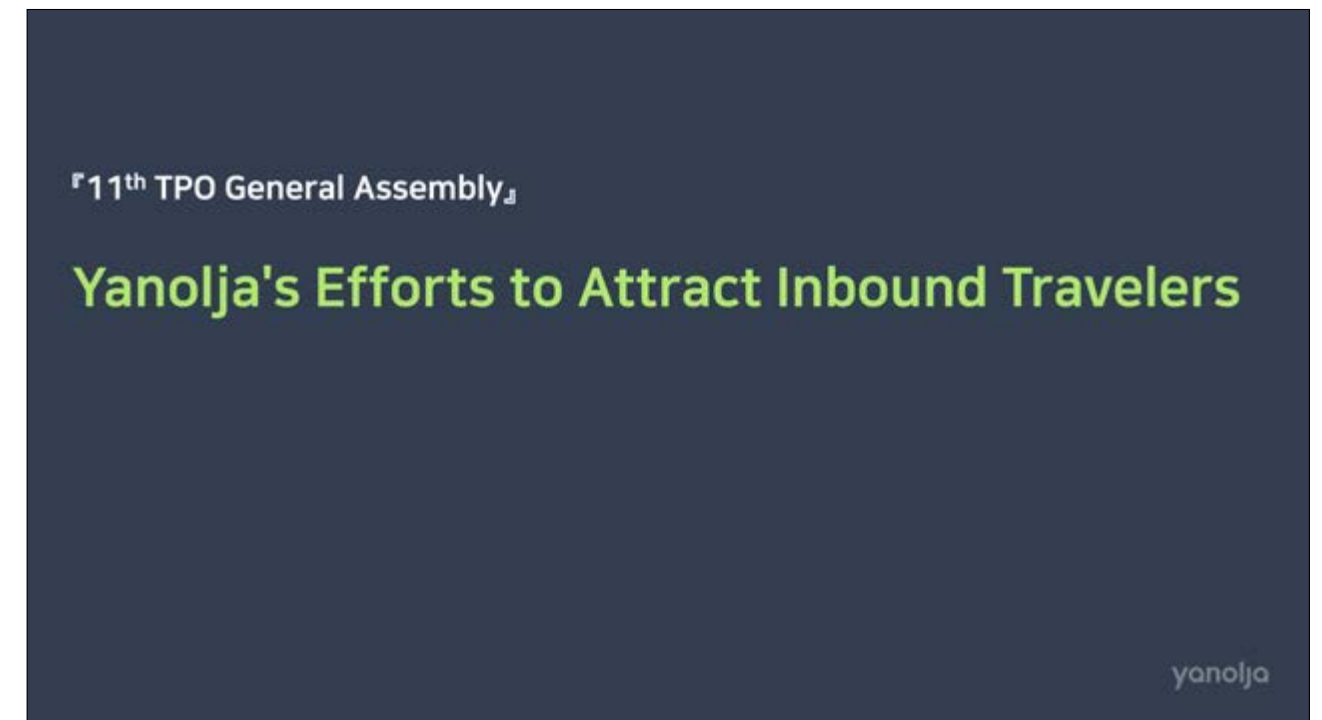 『11th TPO General Assembly』
Yanolja's Efforts to Attract Inbound Travelers
yanolja